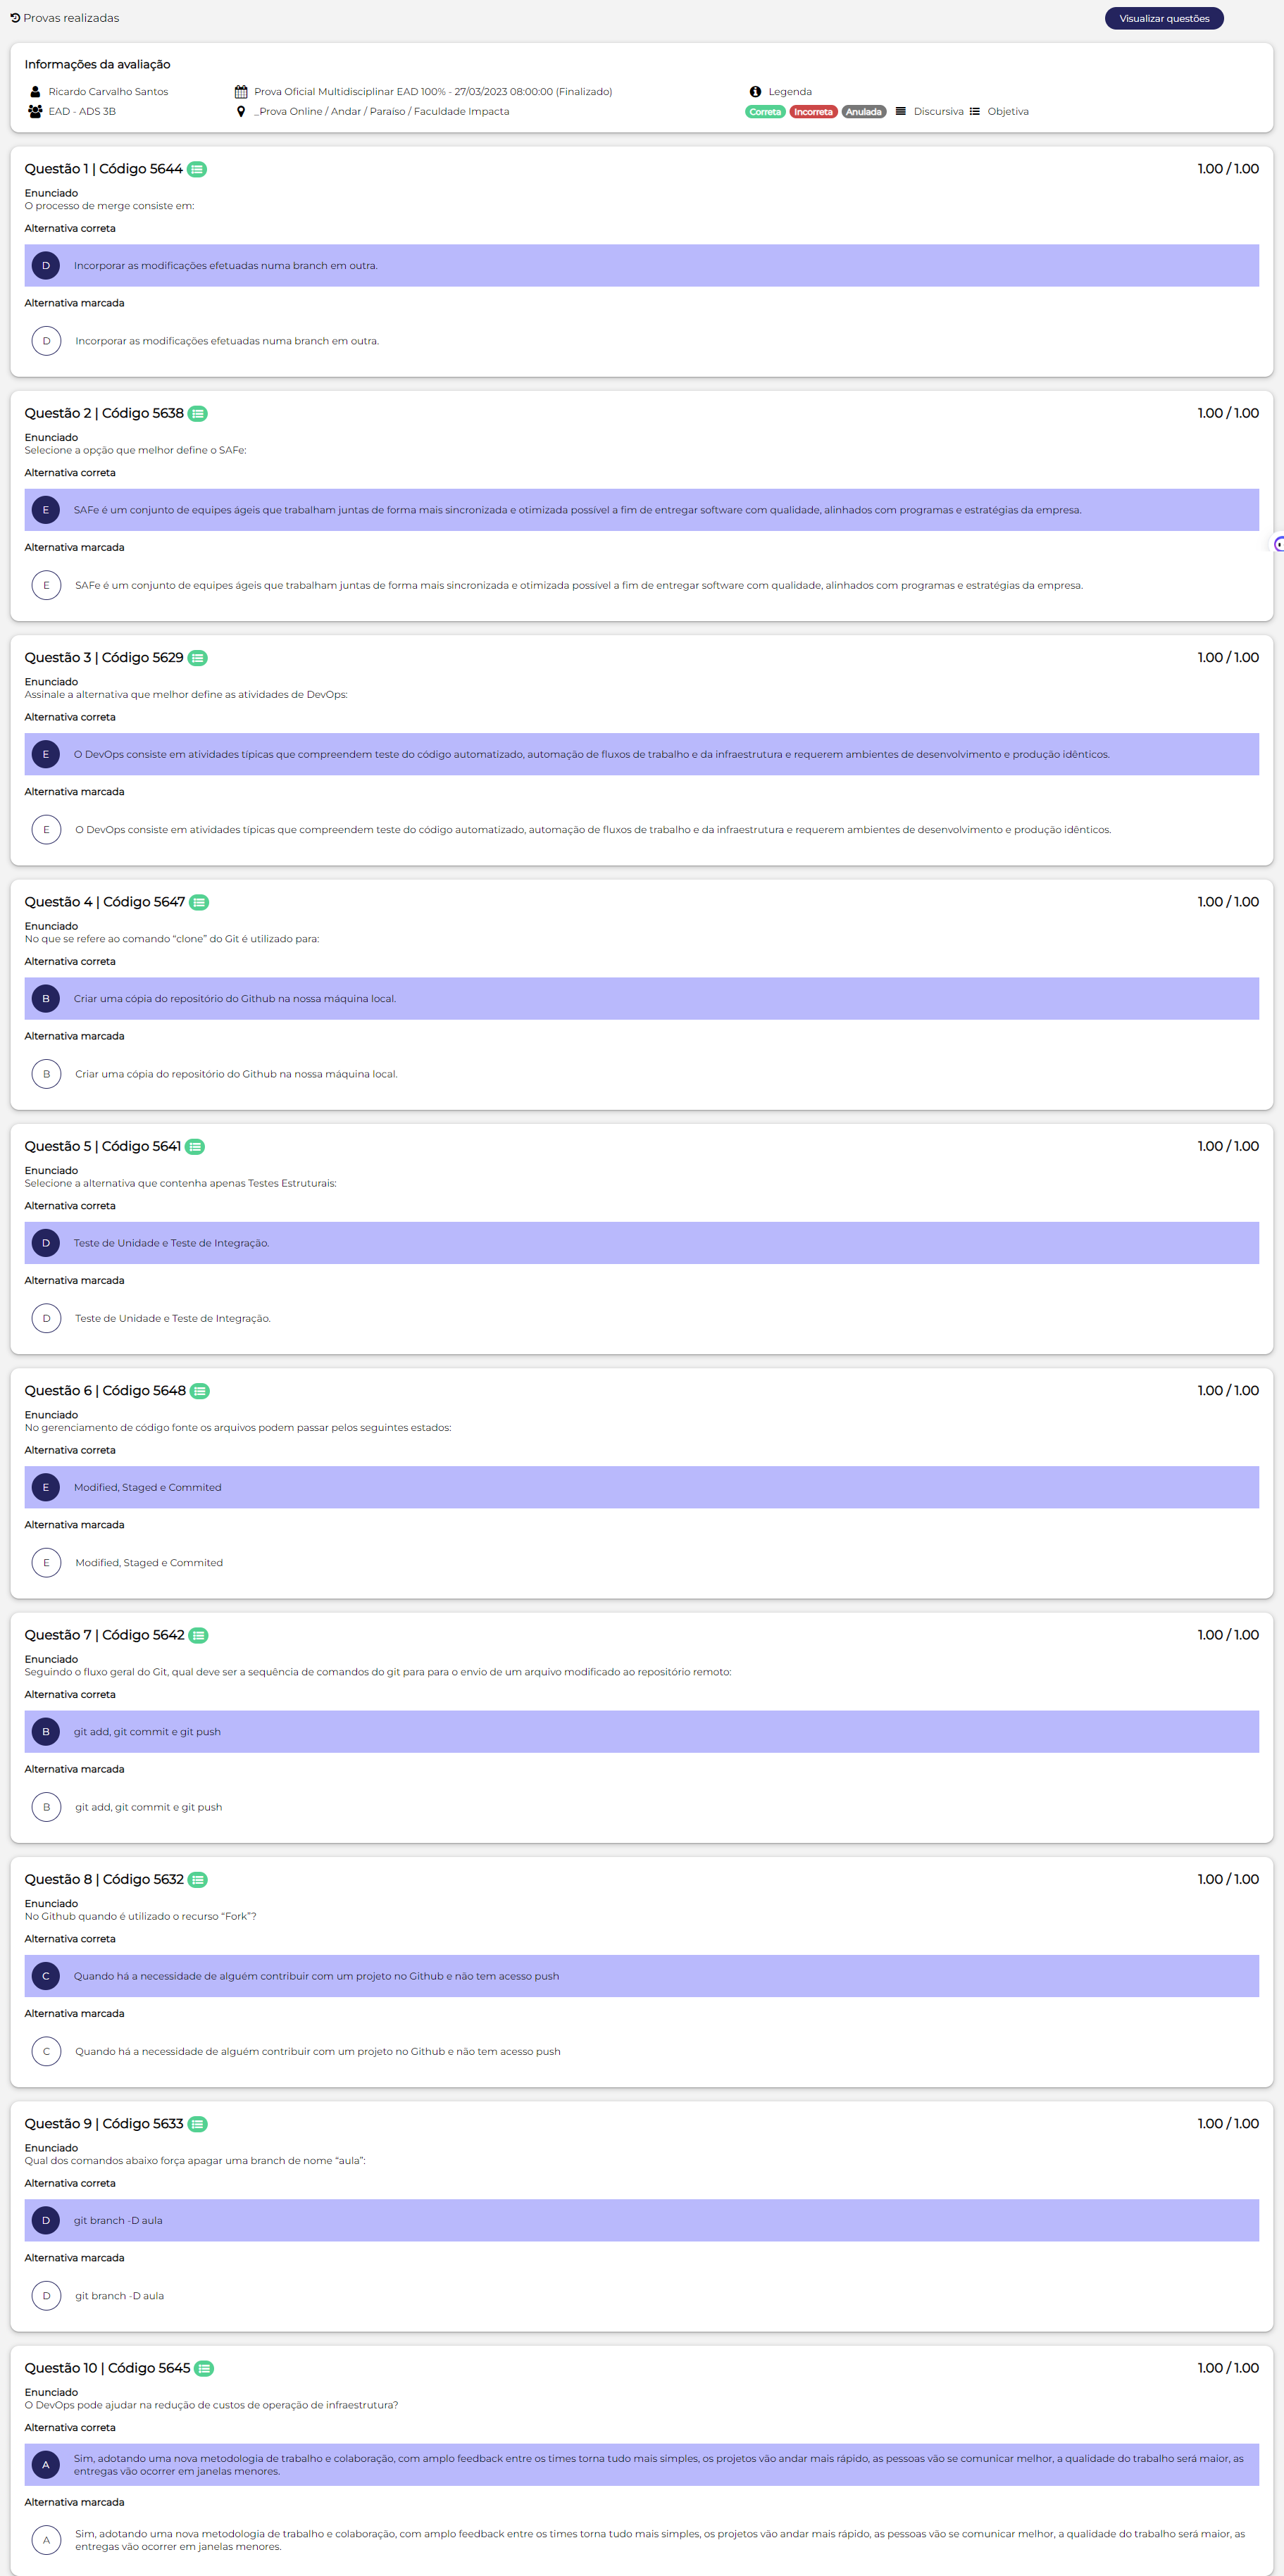 Provas realizadas
Visualizar questões
Informações da avaliação
Ricardo Carvalho Santos
Prova Oficial Multidisciplinar EAD 100% - 27/03/2023 08:00:00 (Finalizado)
Legenda
EAD - ADS 3B
_Prova Online / Andar / Paraíso / Faculdade Impacta
Correta Incorreta Anulada Discursiva Objetiva
Questão 1 | Código 5644
1.00 / 1.00
Enunciado
O processo de merge consiste em:
Alternativa correta
D Incorporar as modificações efetuadas numa branch em outra.
Alternativa marcada
D Incorporar as modificações efetuadas numa branch em outra.
Questão 2 | Código 5638
1.00 / 1.00
Enunciado
Selecione a opção que melhor define o SAFe:
Alternativa correta
E SAFe é um conjunto de equipes ágeis que trabalham juntas de forma mais sincronizada e otimizada possível a fim de entregar software com qualidade, alinhados com programas e estratégias da empresa.
Alternativa marcada
E SAFe é um conjunto de equipes ágeis que trabalham juntas de forma mais sincronizada e otimizada possível a fim de entregar software com qualidade, alinhados com programas e estratégias da empresa.
Questão 3 | Código 5629
1.00 / 1.00
Enunciado
Assinale a alternativa que melhor define as atividades de DevOps:
Alternativa correta
E O DevOps consiste em atividades típicas que compreendem teste do código automatizado, automação de fluxos de trabalho e da infraestrutura e requerem ambientes de desenvolvimento e produção idênticos.
Alternativa marcada
E O DevOps consiste em atividades típicas que compreendem teste do código automatizado, automação de fluxos de trabalho e da infraestrutura e requerem ambientes de desenvolvimento e produção idênticos.
Questão 4 | Código 5647
1.00 / 1.00
Enunciado
No que se refere ao comando “clone” do Git é utilizado para:
Alternativa correta
B Criar uma cópia do repositório do Github na nossa máquina local.
Alternativa marcada
B Criar uma cópia do repositório do Github na nossa máquina local.
Questão 5 | Código 5641
1.00 / 1.00
Enunciado
Selecione a alternativa que contenha apenas Testes Estruturais:
Alternativa correta
D Teste de Unidade e Teste de Integração.
Alternativa marcada
D Teste de Unidade e Teste de Integração.
Questão 6 | Código 5648
1.00 / 1.00
Enunciado
No gerenciamento de código fonte os arquivos podem passar pelos seguintes estados:
Alternativa correta
E Modified, Staged e Commited
Alternativa marcada
E Modified, Staged e Commited
Questão 7 | Código 5642
1.00 / 1.00
Enunciado
Seguindo o fluxo geral do Git, qual deve ser a sequência de comandos do git para para o envio de um arquivo modificado ao repositório remoto:
Alternativa correta
B git add, git commit e git push
Alternativa marcada
B git add, git commit e git push
Questão 8 | Código 5632
1.00 / 1.00
Enunciado
No Github quando é utilizado o recurso “Fork”?
Alternativa correta
C Quando há a necessidade de alguém contribuir com um projeto no Github e não tem acesso push
Alternativa marcada
C Quando há a necessidade de alguém contribuir com um projeto no Github e não tem acesso push
Questão 9 | Código 5633
1.00 / 1.00
Enunciado
Qual dos comandos abaixo força apagar uma branch de nome “aula”:
Alternativa correta
D git branch -D aula
Alternativa marcada
D git branch -D aula
Questão 10 | Código 5645
1.00 / 1.00
Enunciado
O DevOps pode ajudar na redução de custos de operação de infraestrutura?
Alternativa correta
A Sim, adotando uma nova metodologia de trabalho e colaboração, com amplo feedback entre os times torna tudo mais simples, os projetos vão andar mais rápido, as pessoas vão se comunicar melhor, a qualidade do trabalho será maior, as
entregas vão ocorrer em janelas menores.
Alternativa marcada
A Sim, adotando uma nova metodologia de trabalho e colaboração, com amplo feedback entre os times torna tudo mais simples, os projetos vão andar mais rápido, as pessoas vão se comunicar melhor, a qualidade do trabalho será maior, as
entregas vão ocorrer em janelas menores.